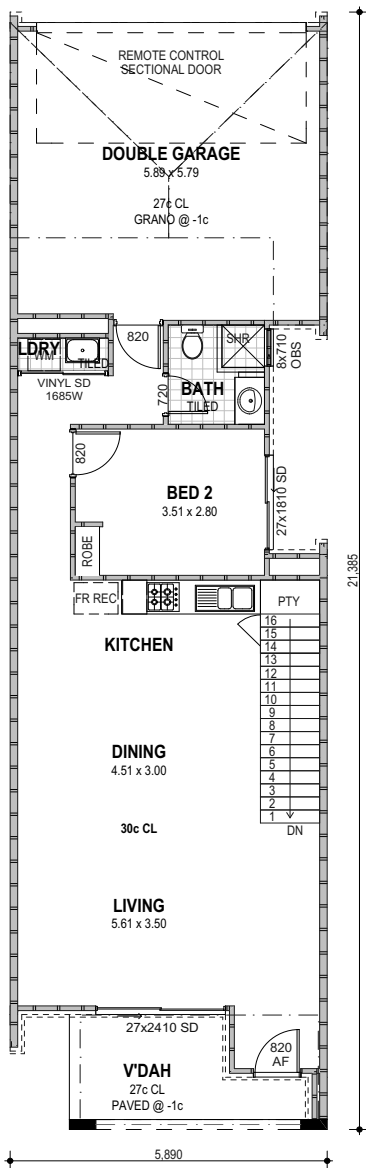 REMOTE CONTROL
SECTIONAL DOOR
DOUBLE GARAGE
5.89 x 5.79
27c CL
GRANO @ -1c
LDRY
WM
TILED
VINYL SD
1685W
820
SHR
8x710
OBS
720
BATH
TILED
820
BED 2
3.51 x 2.80
27x1810 SD
ROBE
FR REC
PTY
KITCHEN
16
15
14
13
12
11
10
9
8
7
6
5
4
3
2
1
DN
DINING
4.51 x 3.00
30c CL
LIVING
5.61 x 3.50
27x2410 SD
820
AF
V'DAH
27c CL
PAVED @ -1c
5,890
21,385